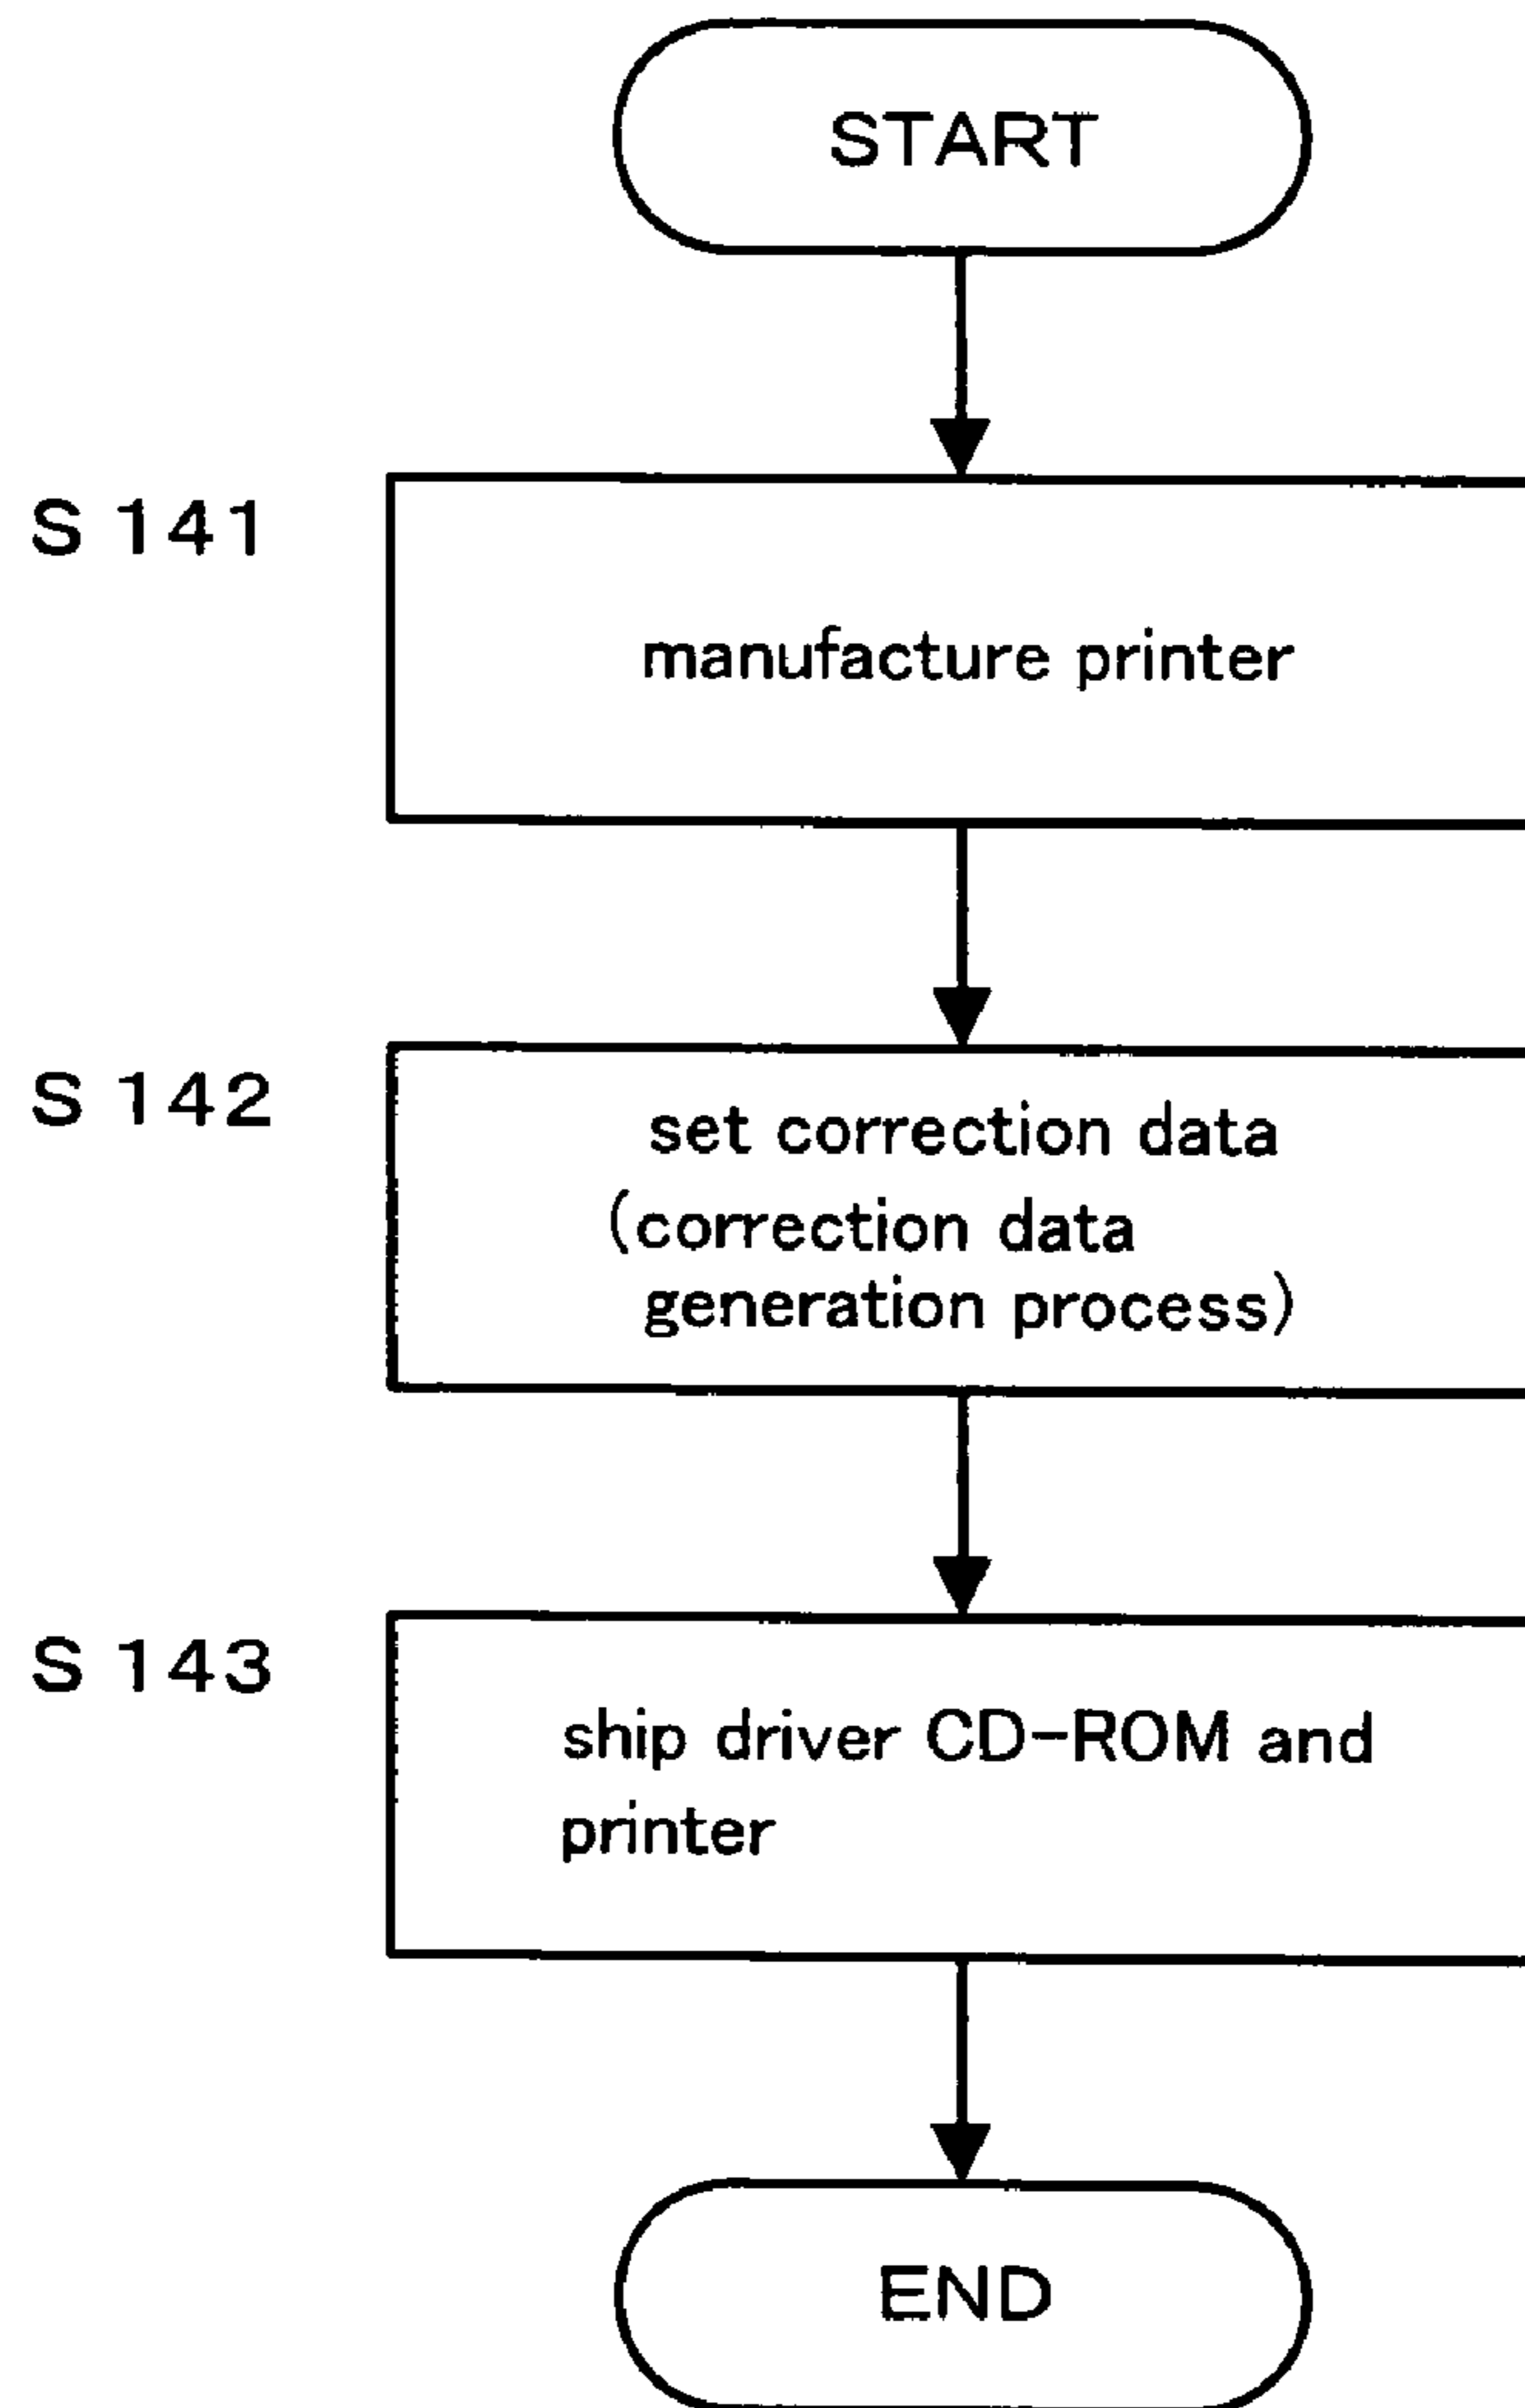 START
S 141
manufacture printer
S 142
set correction data
(correction data
generation process)
S 143
ship driver CD-ROM and
printer
END